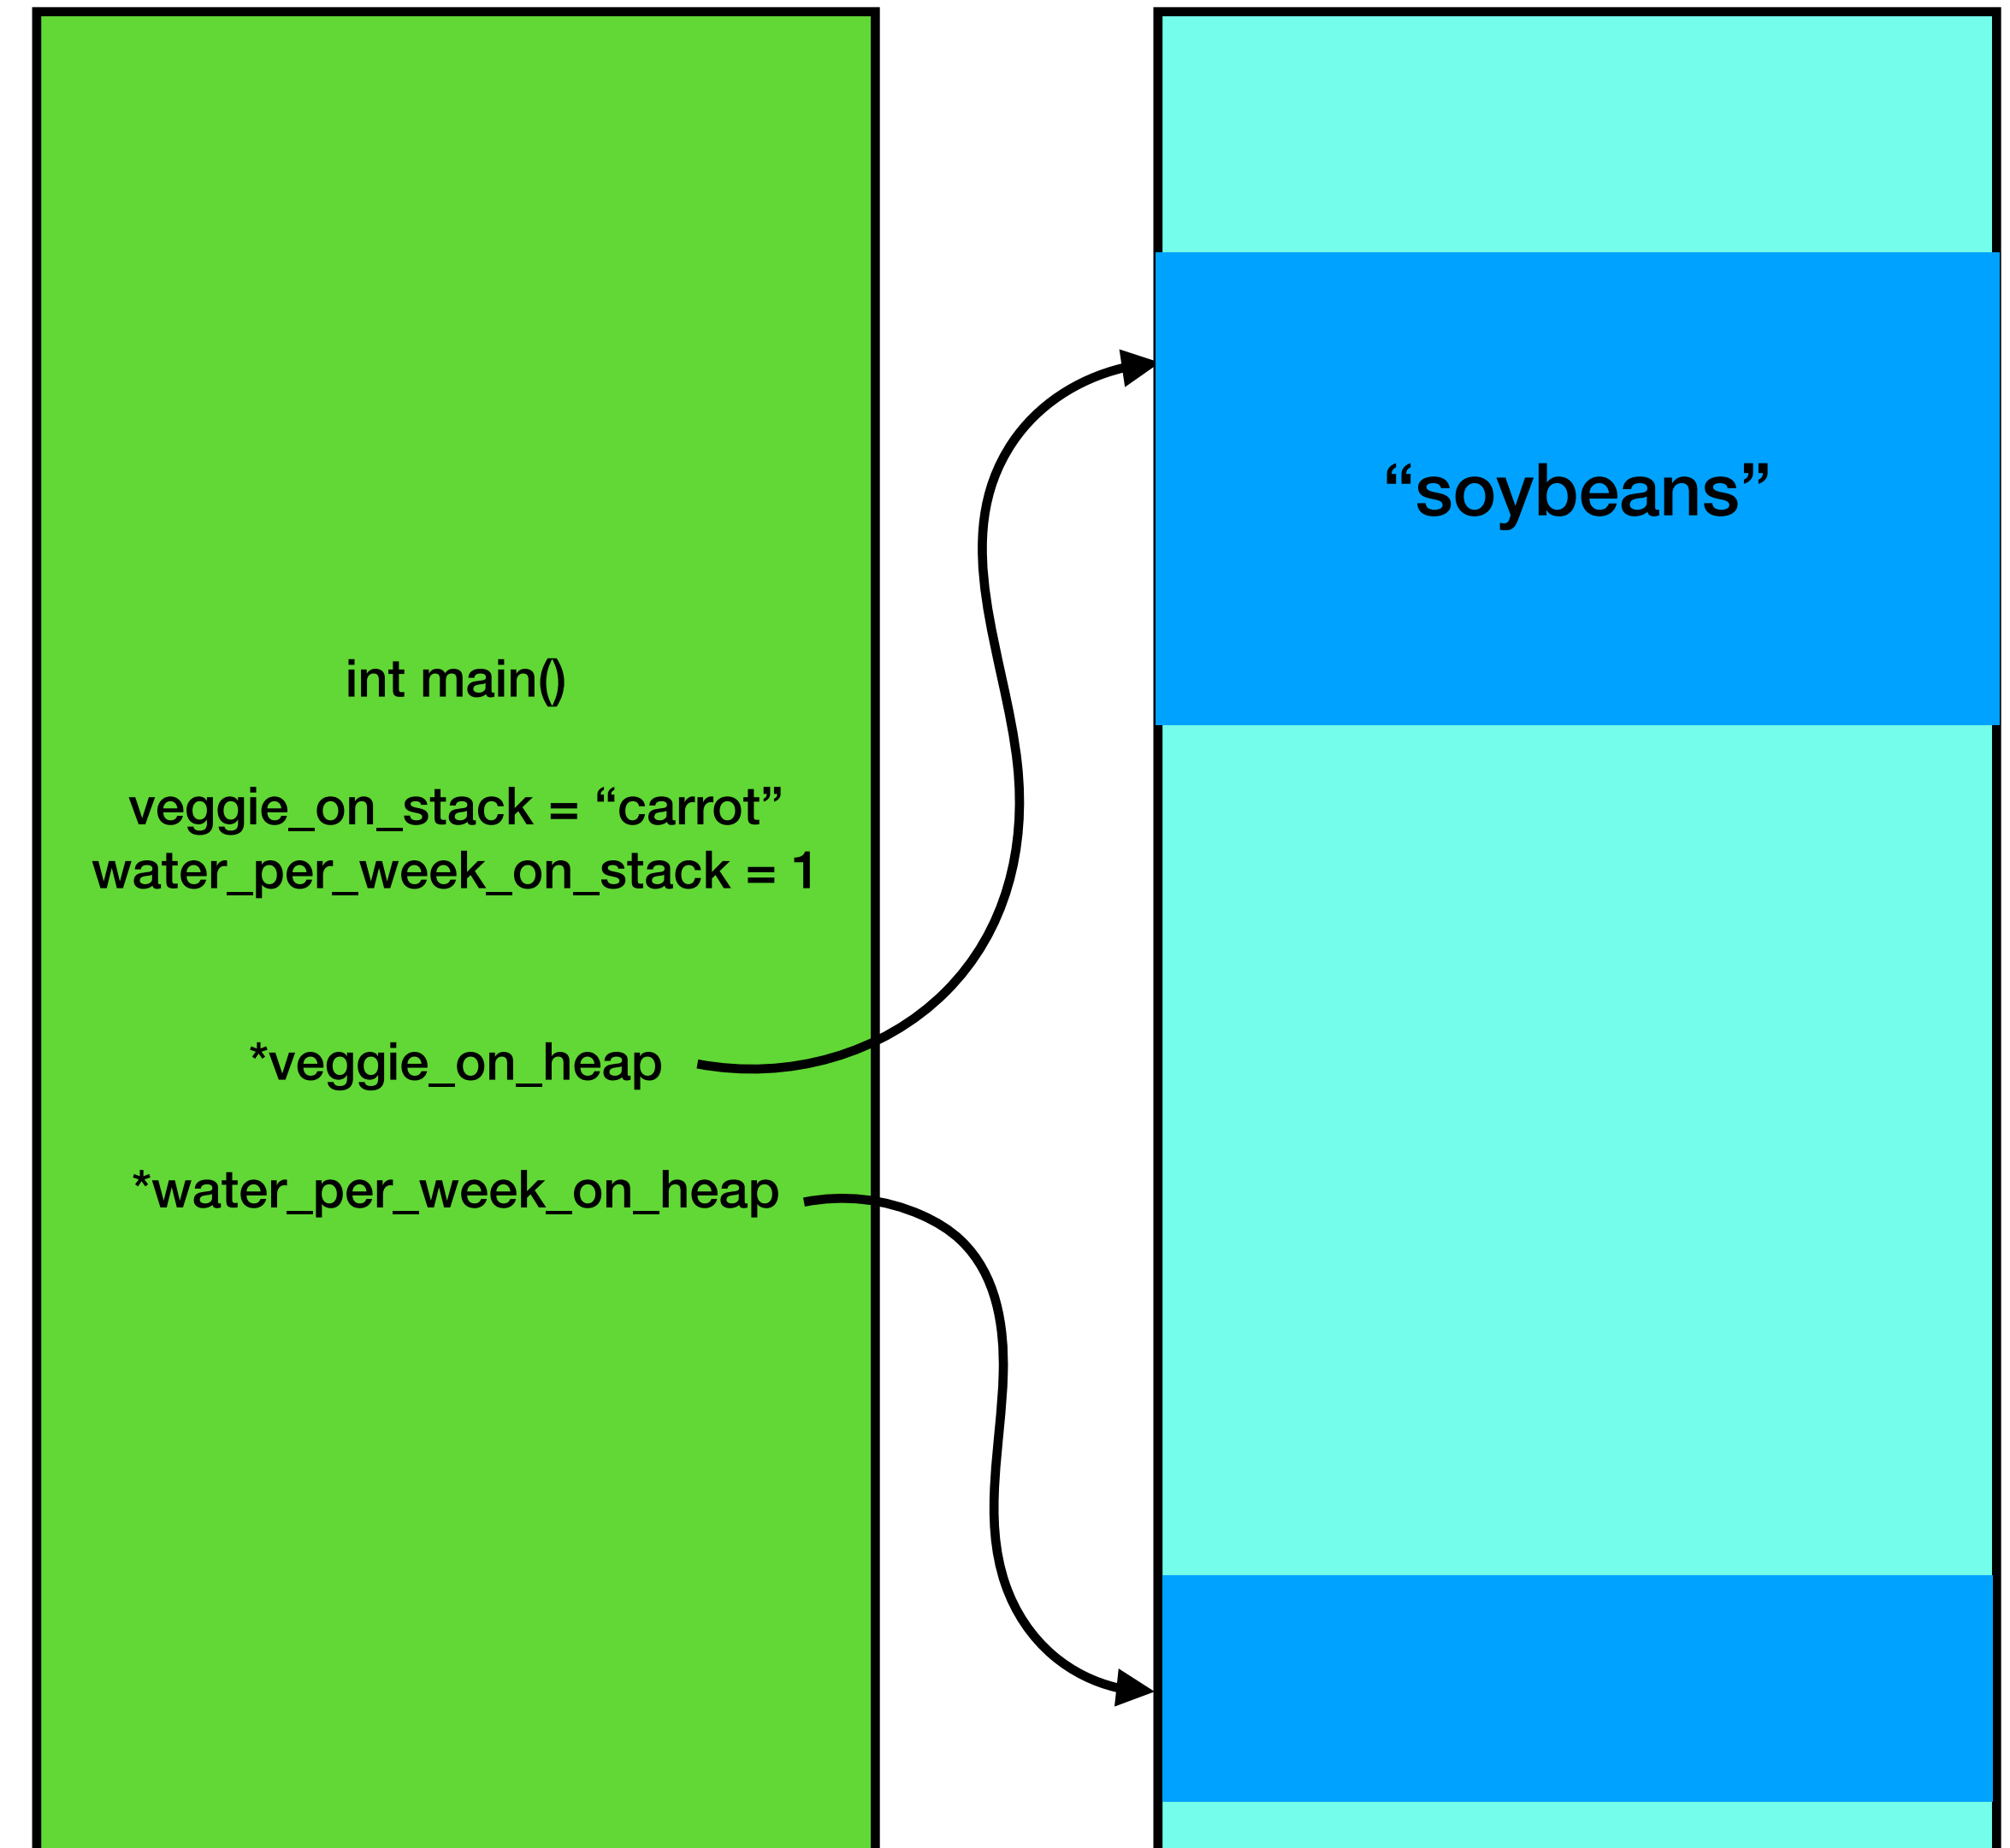 int main()
veggie_on_stack = “carrot”
water_per_week_on_stack = 1
*veggie_on_heap
*water_per_week_on_heap
“soybeans”